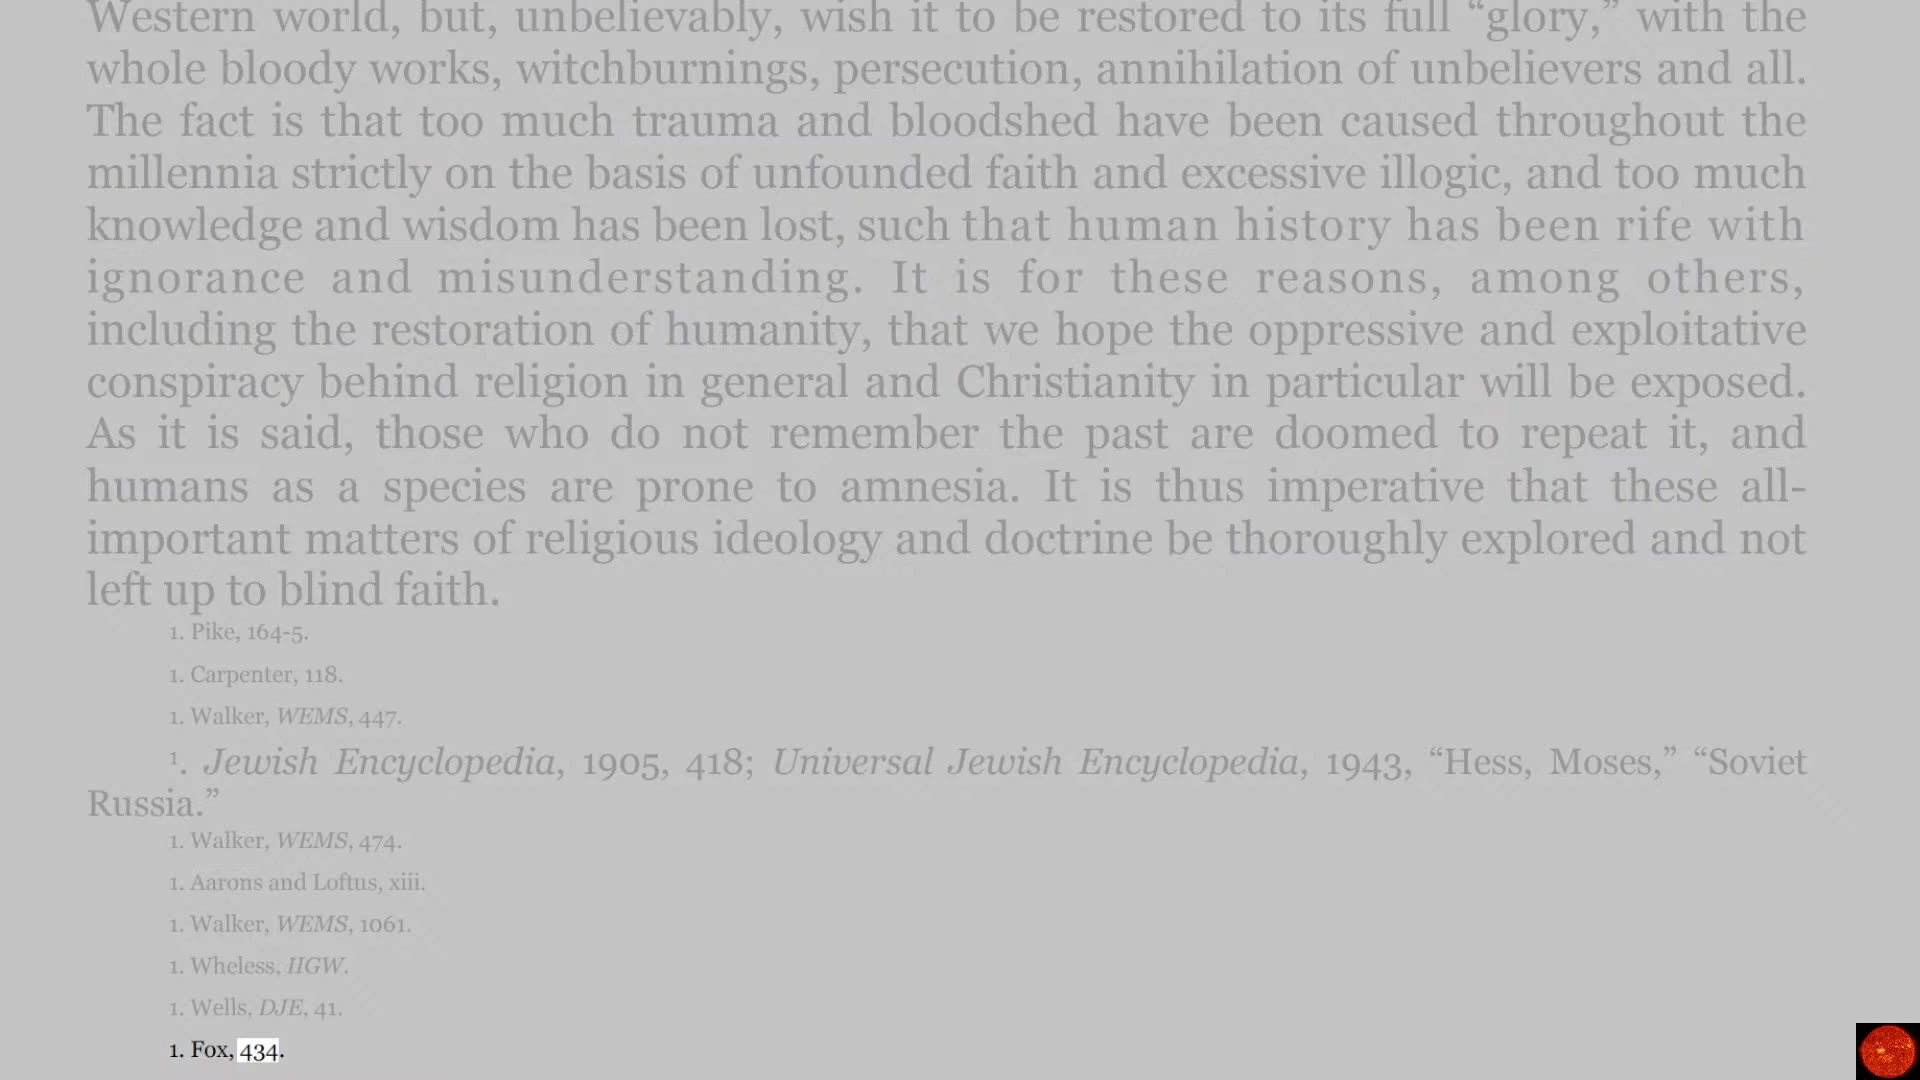 Western world, but, unbelievably, wish it to be restored to its full “glory,” with the
whole bloody works, witchburnings, persecution, annihilation of unbelievers and all.
The fact is that too much trauma and bloodshed have been caused throughout the
millennia strictly on the basis of unfounded faith and excessive illogic, and too much
knowledge and wisdom has been lost, such that human history has been rife with
ignorance and misunderstanding. It is for these reasons, among others,
including the restoration of humanity, that we hope the oppressive and exploitative
conspiracy behind religion in general and Christianity in particular will be exposed.
As it is said, those who do not remember the past are doomed to repeat it, and
humans as a species are prone to amnesia. It is thus imperative that these all-
important matters of religious ideology and doctrine be thoroughly explored and not
left up to blind faith.
1. Pike, 164-5.
1. Carpenter, 118.
1. Walker, WEMS, 447.
1. Jewish Encyclopedia, 1905, 418; Universal Jewish Encyclopedia, 1943, “Hess, Moses,” “Soviet
Russia.”
1. Walker, WEMS, 474.
1. Aarons and Loftus, xiii.
1. Walker, WEMS, 1061.
1. Wheless, IIGW.
1. Wells, DJE, 41.
1. Fox, 434.